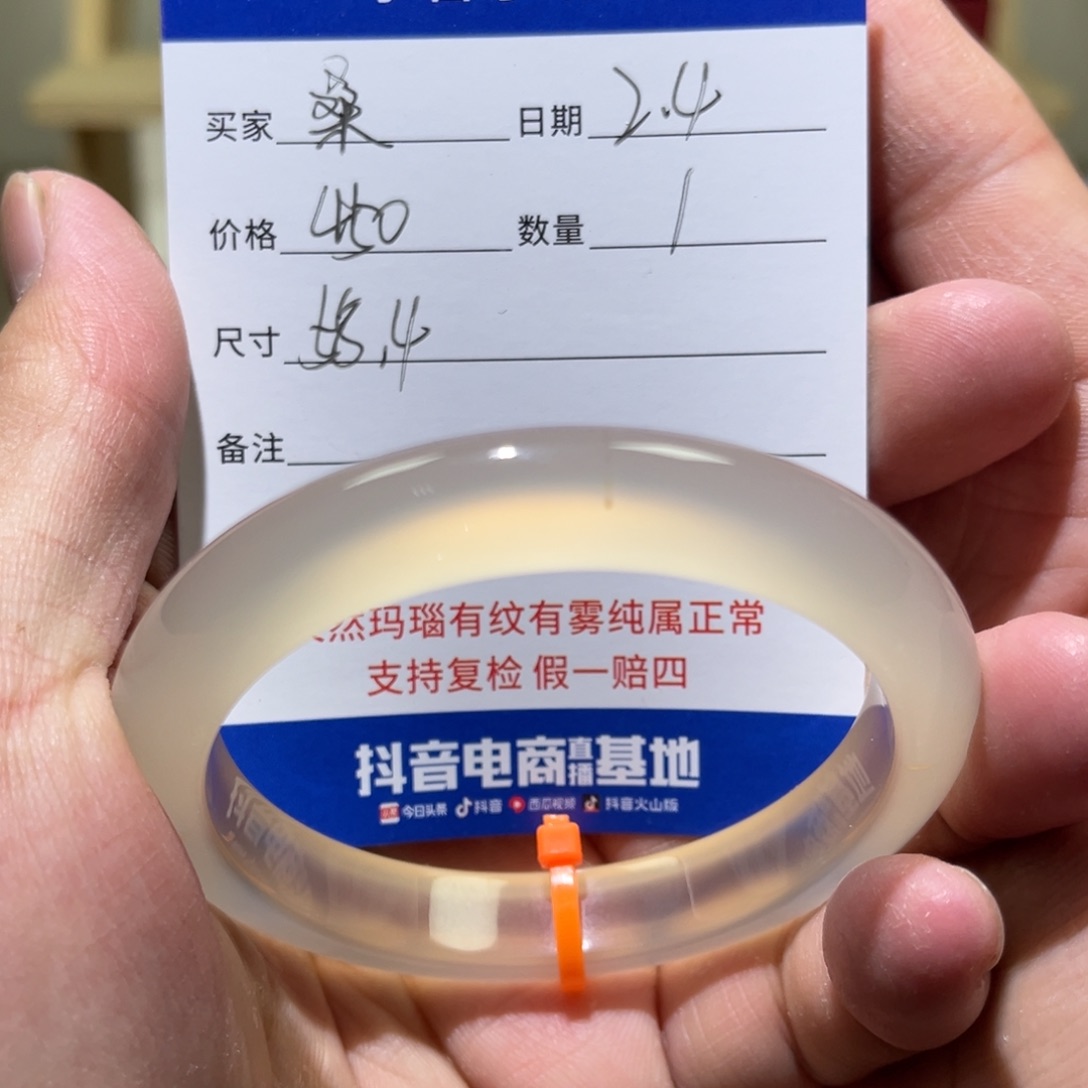 买家 桑 日期 2.4
价格 450 数量 1
尺寸 58.4
备注
然玛瑙有纹有雾纯属正常
支持复检 假一赔四
抖音电商直播基地
今日头条 抖音 西瓜视频 抖音火山版